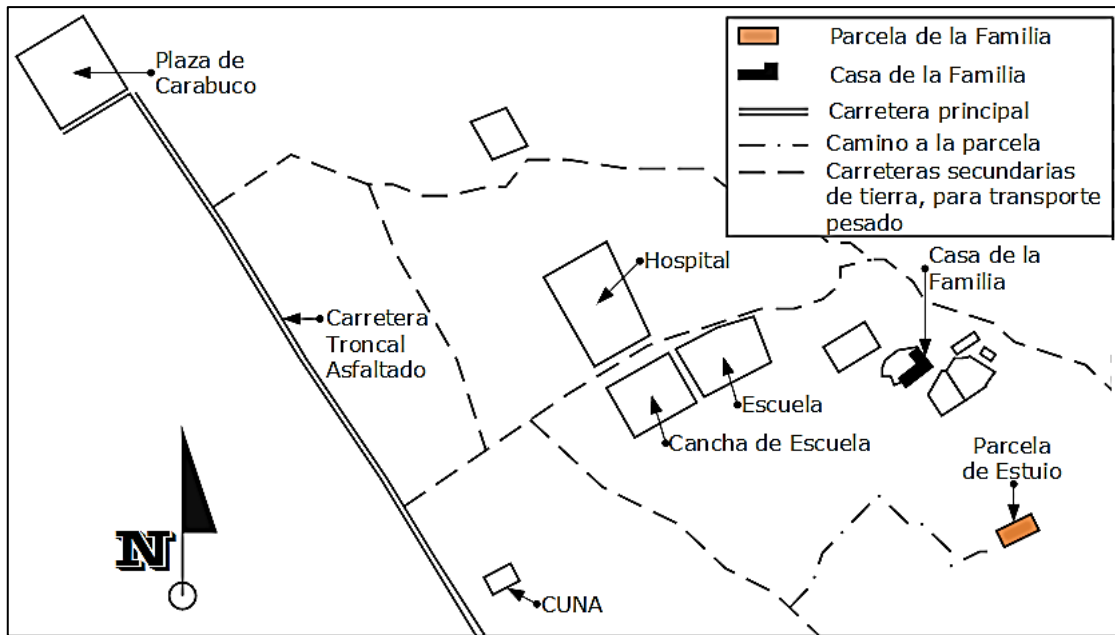 Plaza de
Carabuco
Parcela de la Familia
Casa de la Familia
Carretera principal
Camino a la parcela
Carreteras secundarias
de tierra, para transporte
pesado
Hospital
Casa de la
Familia
Carretera
Troncal
Asfaltado
Escuela
Cancha de Escuela
Parcela
de Estuio
N
CUNA